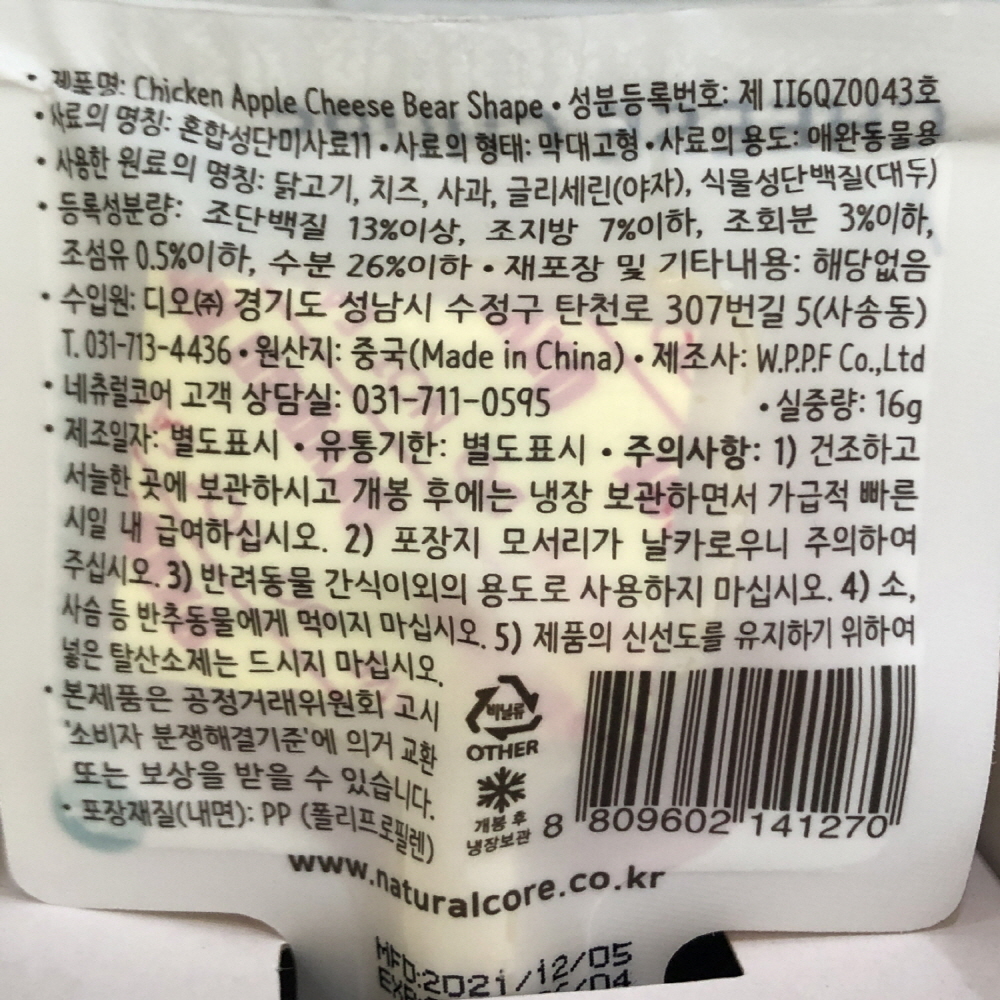 • 제품명: Chicken Apple Cheese Bear Shape • 성분등록번호: 제 II6QZ0043호
• 사료의 명칭: 혼합성단미사료11 • 사료의 형태: 막대고형 • 사료의 용도: 애완동물용
• 사용한 원료의 명칭: 닭고기, 치즈, 사과, 글리세린(야자), 식물성단백질(대두)
• 등록성분량: 조단백질 13%이상, 조지방 7%이하, 조회분 3%이하,
조섬유 0.5%이하, 수분 26%이하 • 재포장 및 기타내용: 해당없음
• 수입원: 디오㈜ 경기도 성남시 수정구 탄천로 307번길 5(사송동)
T. 031-713-4436 • 원산지: 중국(Made in China) • 제조사: W.P.P.F Co.,Ltd
• 네츄럴코어 고객 상담실: 031-711-0595 • 실중량: 16g
• 제조일자: 별도표시 • 유통기한: 별도표시 • 주의사항: 1) 건조하고
서늘한 곳에 보관하시고 개봉 후에는 냉장 보관하면서 가급적 빠른
시일 내 급여하십시오. 2) 포장지 모서리가 날카로우니 주의하여
주십시오. 3) 반려동물 간식이외의 용도로 사용하지 마십시오. 4) 소,
사슴 등 반추동물에게 먹이지 마십시오. 5) 제품의 신선도를 유지하기 위하여
넣은 탈산소제는 드시지 마십시오.
• 본제품은 공정거래위원회 고시
'소비자 분쟁해결기준'에 의거 교환
또는 보상을 받을 수 있습니다.
• 포장재질(내면): PP (폴리프로필렌)
비닐류
OTHER
개봉 후
냉장보관
8 809602 141270
www.naturalcore.co.kr
MFD:2021/12/05